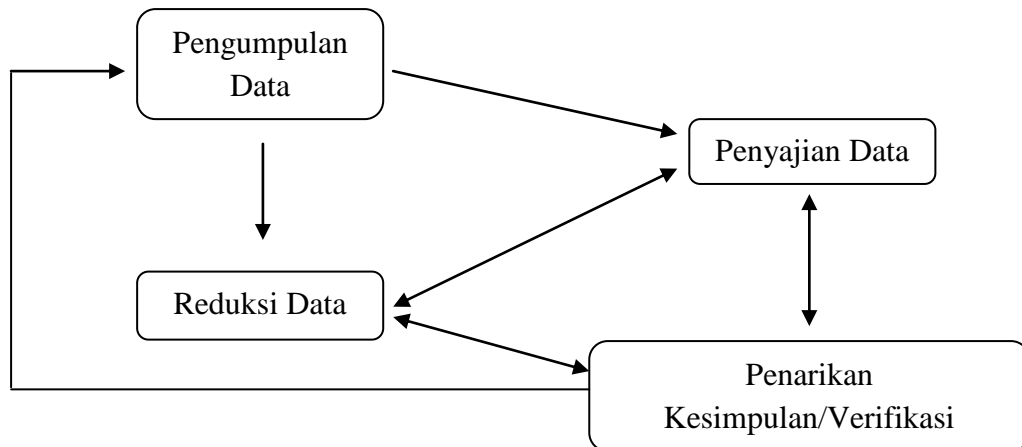 Pengumpulan
Data
Penyajian Data
Reduksi Data
Penarikan
Kesimpulan/Verifikasi